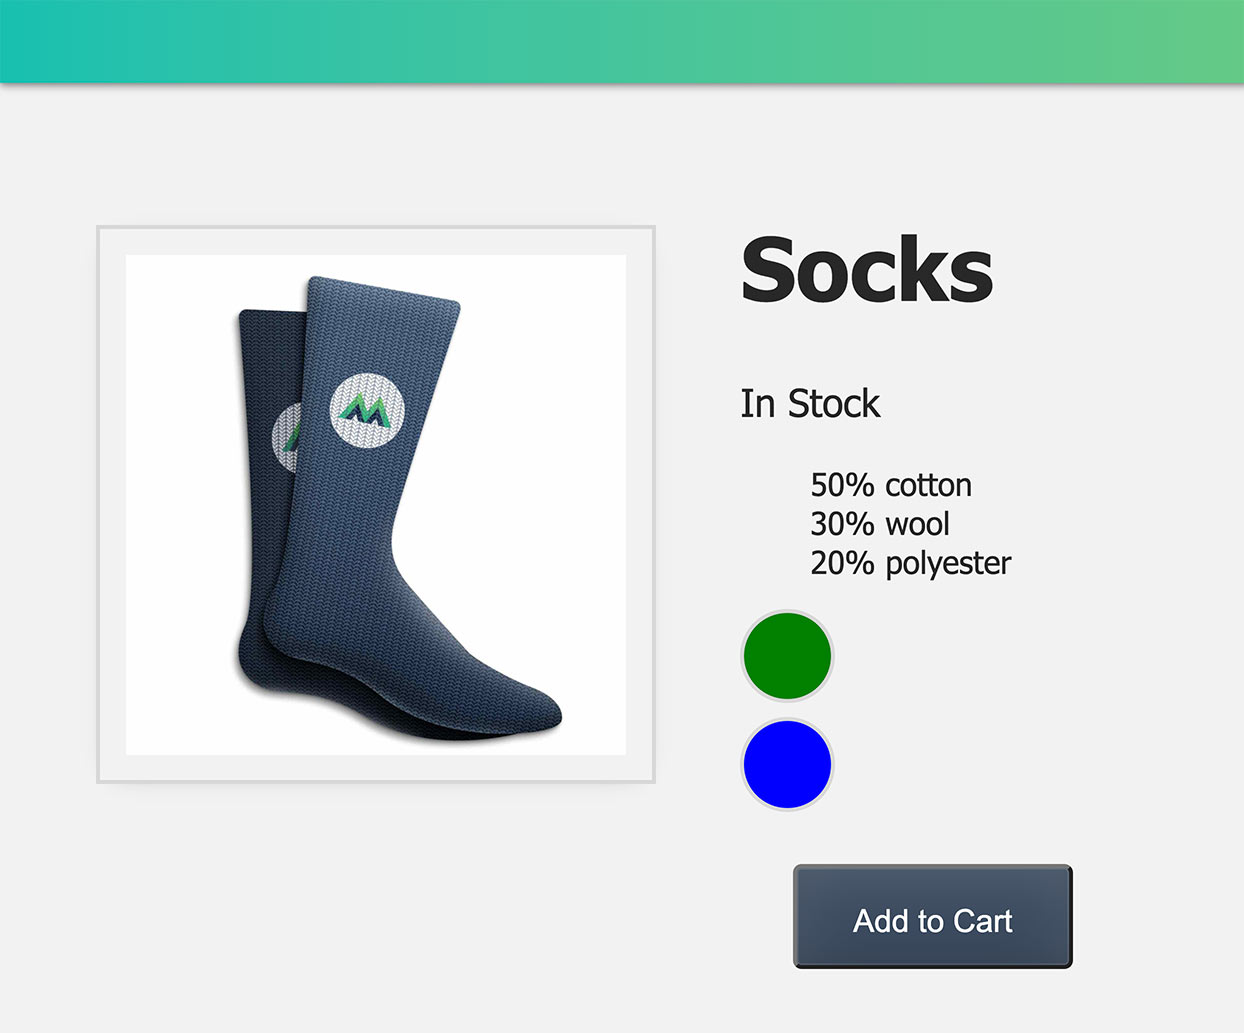 Socks
In Stock
50% cotton
30% wool
20% polyester
Add to Cart